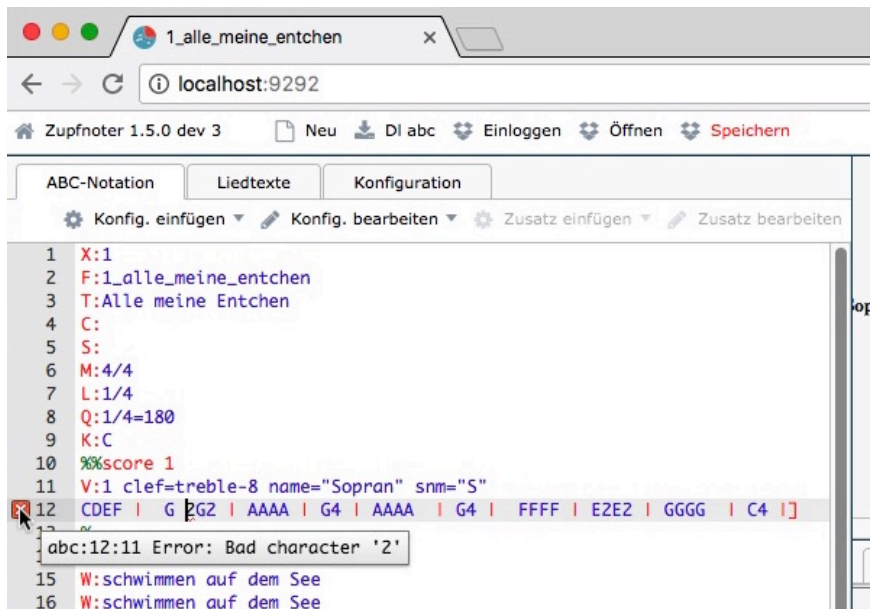 1_alle_meine_entchen
localhost:9292
Zupfnoter 1.5.0 dev 3 Neu Dl abc Einloggen Öffnen Speichern
ABC-Notation Liedtexte Konfiguration
Konfig. einfügen Konfig. bearbeiten Zusatz einfügen Zusatz bearbeiten
1 X:1
2 F:1_alle_meine_entchen
3 T:Alle meine Entchen
4 C:
5 S:
6 M:4/4
7 L:1/4
8 Q:1/4=180
9 K:C
10 %%score 1
11 V:1 clef=treble-8 name="Sopran" snm="S"
12 CDEF | G 2G2 | AAAA | G4 | AAAA | G4 | FFFF | E2E2 | GGGG | C4 |]
abc:12:11 Error: Bad character '2'
15 W:schwimmen auf dem See
16 W:schwimmen auf dem See